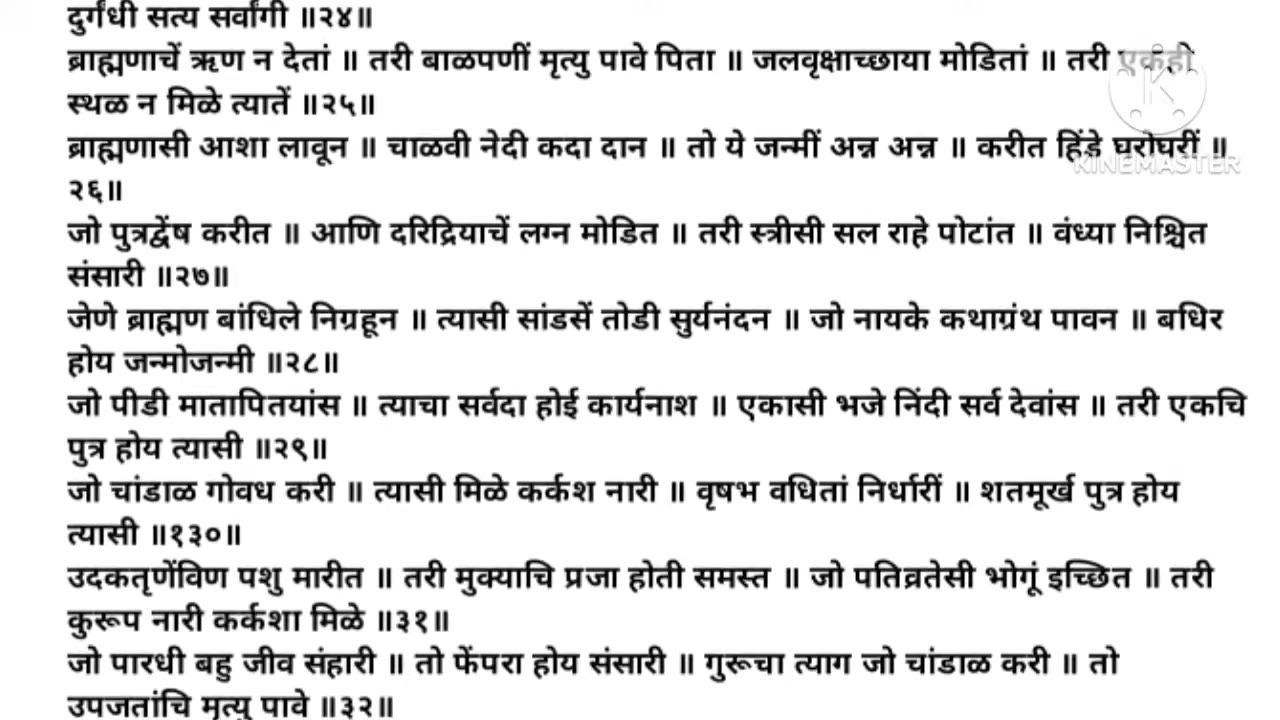 दुर्गंधी सत्य सर्वांगी ॥२४॥
ब्राह्मणाचें ऋण न देतां ॥ तरी बाळपणीं मृत्यु पावे पिता ॥ जलवृक्षाच्छाया मोडितां ॥ तरी एकही
स्थळ न मिळे त्यातें ॥२५॥
ब्राह्मणासी आशा लावून ॥ चाळवी नेदी कदा दान ॥ तो ये जन्मीं अन्न अन्न ॥ करीत हिंडे घरोघरीं ॥
२६॥
जो पुत्रद्वेंष करीत ॥ आणि दरिद्रियाचें लग्न मोडित ॥ तरी स्त्रीसी सल राहे पोटांत ॥ वंध्या निश्चित
संसारी ॥२७॥
जेणे ब्राह्मण बांधिले निग्रहून ॥ त्यासी सांडसें तोडी सुर्यनंदन ॥ जो नायके कथाग्रंथ पावन ॥ बधिर
होय जन्मोजन्मी ॥२८॥
जो पीडी मातापितयांस ॥ त्याचा सर्वदा होई कार्यनाश ॥ एकासी भजे निंदी सर्व देवांस ॥ तरी एकचि
पुत्र होय त्यासी ॥२९॥
जो चांडाळ गोवध करी ॥ त्यासी मिळे कर्कश नारी ॥ वृषभ वधितां निर्धारीं ॥ शतमूर्ख पुत्र होय
त्यासी ॥१३०॥
उदकतृणेंविण पशु मारीत ॥ तरी मुक्याचि प्रजा होती समस्त ॥ जो पतिव्रतेसी भोगूं इच्छित ॥ तरी
कुरूप नारी कर्कशा मिळे ॥३१॥
जो पारधी बहु जीव संहारी ॥ तो फेंपरा होय संसारी ॥ गुरूचा त्याग जो चांडाळ करी ॥ तो
उपजतांचि मृत्यु पावे ॥३२॥
K
KINEMASTER